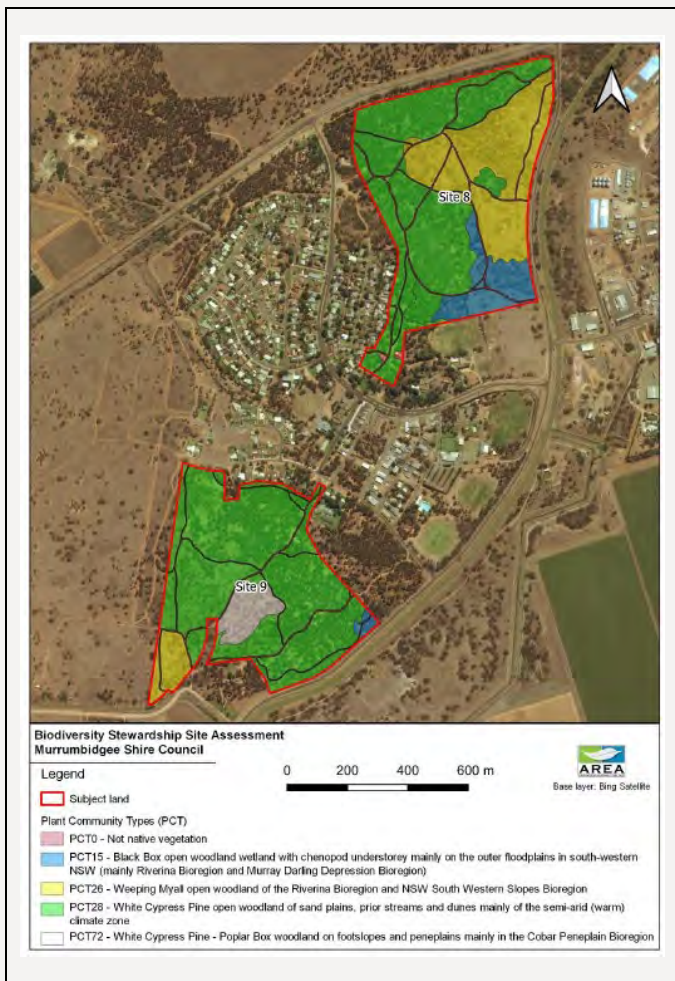 Site 8
Site 9
Biodiversity Stewardship Site Assessment
Murrumbidgee Shire Council
Legend
0 200 400 600 m
AREA
Base layer: Bing Satellite
Subject land
Plant Community Types (PCT)
PCT0 - Not native vegetation
PCT15 - Black Box open woodland wetland with chenopod understorey mainly on the outer floodplains in south-western
NSW (mainly Riverina Bioregion and Murray Darling Depression Bioregion)
PCT26 - Weeping Myall open woodland of the Riverina Bioregion and NSW South Western Slopes Bioregion
PCT28 - White Cypress Pine open woodland of sand plains, prior streams and dunes mainly of the semi-arid (warm)
climate zone
PCT72 - White Cypress Pine - Poplar Box woodland on footslopes and peneplains mainly in the Cobar Peneplain Bioregion